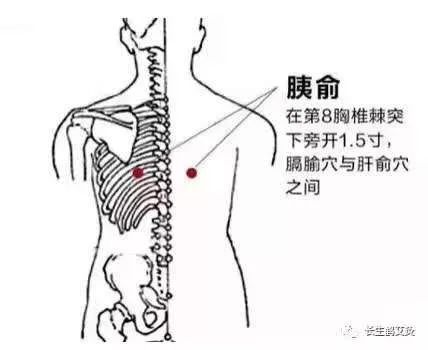 胰俞
在第8胸椎棘突
下旁开1.5寸，
膈腧穴与肝俞穴
之间
长生鹤艾灸